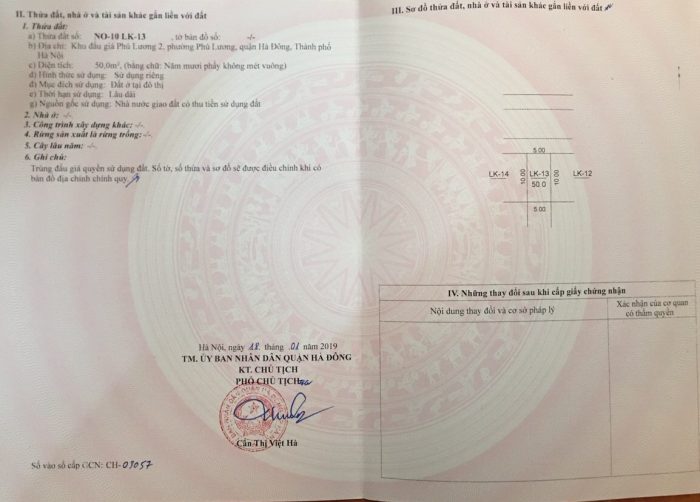 II. Thửa đất, nhà ở và tài sản khác gắn liền với đất
1. Thửa đất:
a) Thửa đất số: NO-10 LK-13 , tờ bản đồ số: -/-
b) Địa chỉ: Khu đấu giá Phú Lương 2, phường Phú Lương, quận Hà Đông, Thành phố
Hà Nội
c) Diện tích: 50,0m², (bằng chữ: Năm mươi phẩy không mét vuông)
d) Hình thức sử dụng: Sử dụng riêng
đ) Mục đích sử dụng: Đất ở tại đô thị
e) Thời hạn sử dụng: Lâu dài
g) Nguồn gốc sử dụng: Nhà nước giao đất có thu tiền sử dụng đất
2. Nhà ở: -/-
3. Công trình xây dựng khác: -/-.
4. Rừng sản xuất là rừng trồng: -/-.
5. Cây lâu năm: -/-.
6. Ghi chú:
Trúng đấu giá quyền sử dụng đất. Số tờ, số thửa và sơ đồ sẽ được điều chỉnh khi có
bản đồ địa chính chính quy
Hà Nội, ngày 18 tháng 01 năm 2019
TM. ỦY BAN NHÂN DÂN QUẬN HÀ ĐÔNG
KT. CHỦ TỊCH
PHÓ CHỦ TỊCH
Cấn Thị Việt Hà
Số vào sổ cấp GCN: CH-03057
III. Sơ đồ thửa đất, nhà ở và tài sản khác gắn liền với đất
5.00
LK-14 10.00 LK-13 10.00 LK-12
50.0
5.00
IV. Những thay đổi sau khi cấp giấy chứng nhận
Nội dung thay đổi và cơ sở pháp lý
Xác nhận của cơ quan
có thẩm quyền